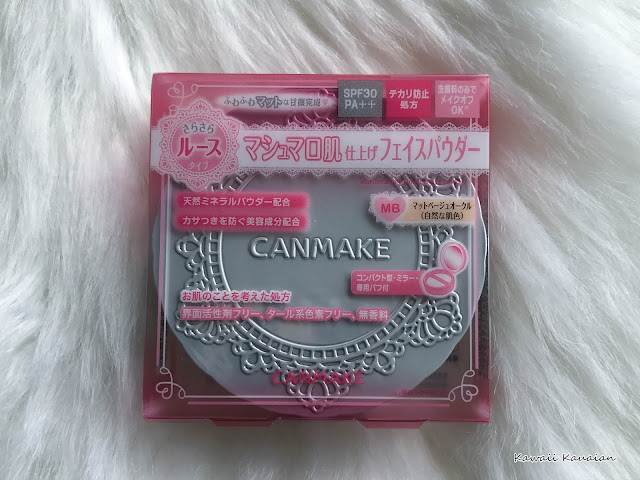 ふわふわマットな甘顔完成♥
SPF30
PA++
テカリ防止
処方
洗顔料のみで
メイクオフ
OK*
さらさら
ルース
タイプ
マシュマロ肌仕上げフェイスパウダー
天然ミネラルパウダー配合
カサつきを防ぐ美容成分配合
MB
マットベージュオークル
(自然な肌色)
CANMAKE
コンパクト型・ミラー・
専用パフ付
お肌のことを考えた処方
界面活性剤フリー、タール系色素フリー、無香料
CANMAKE
Kawaii Kauaian